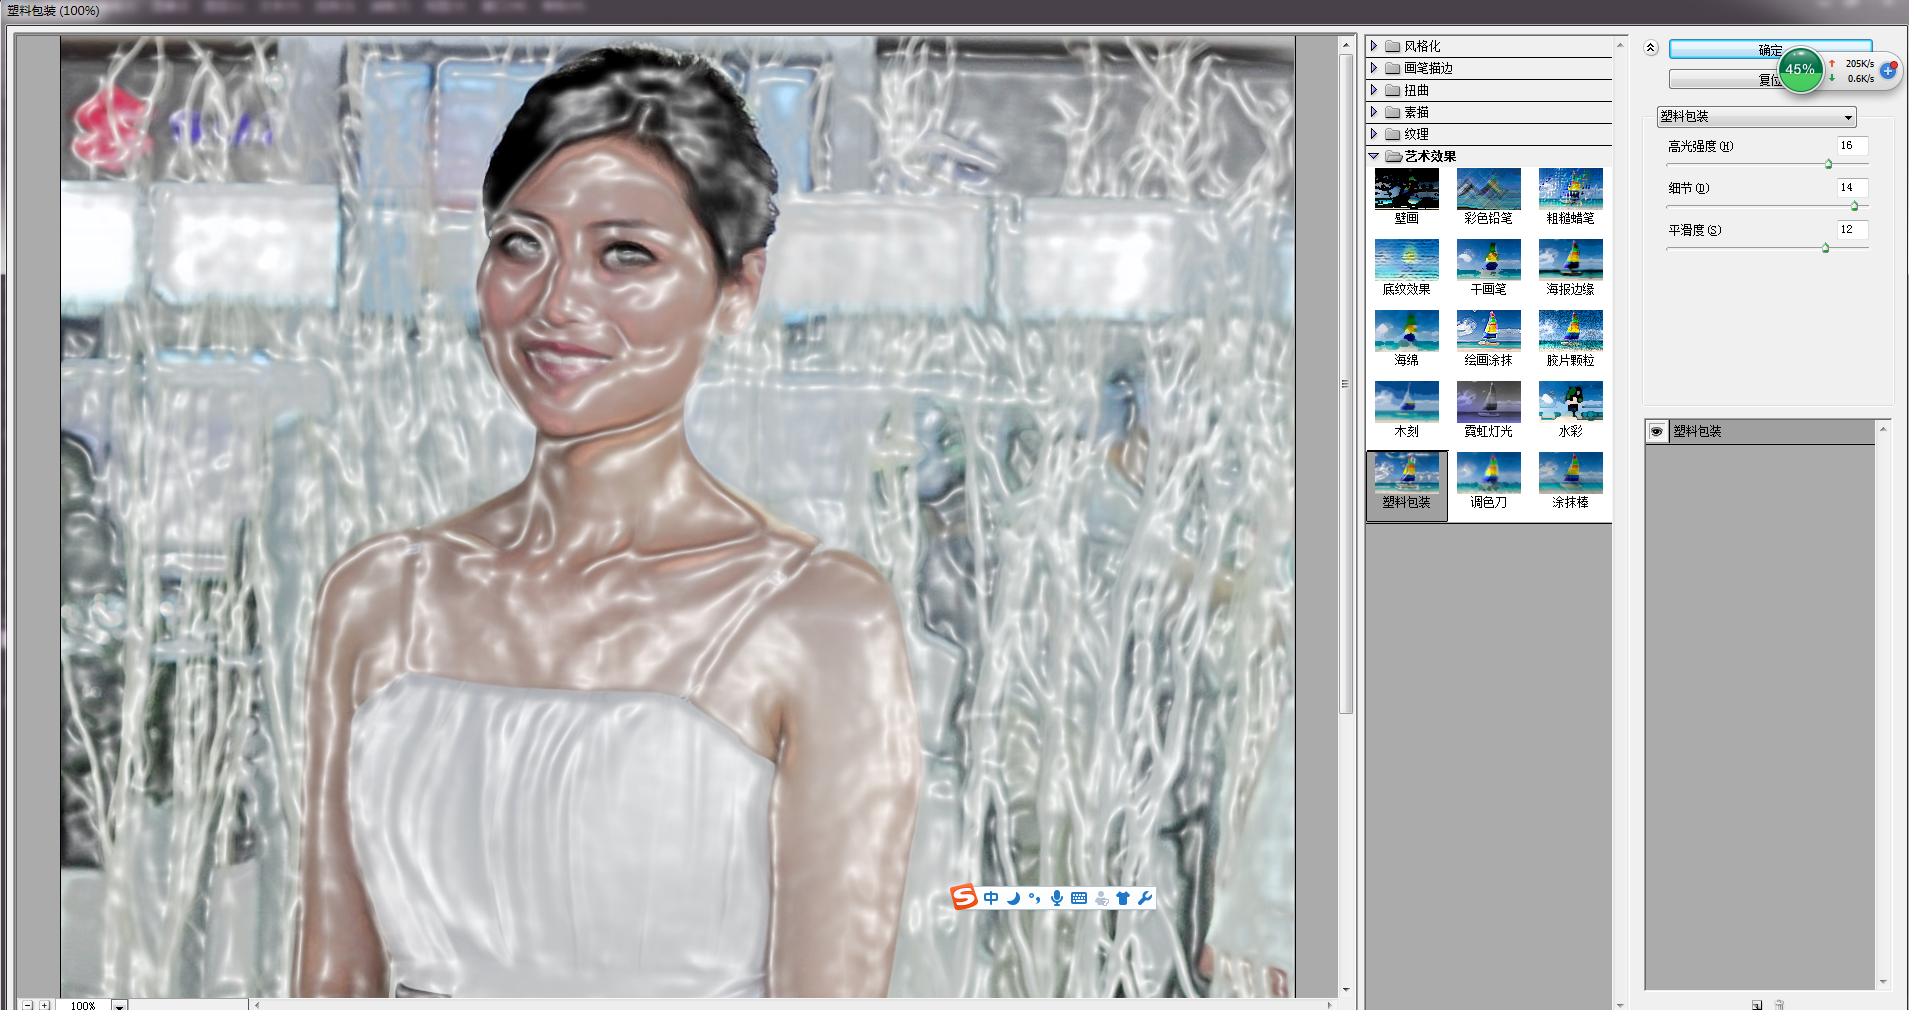 塑料包装 (100%)
风格化
画笔描边
扭曲
素描
纹理
艺术效果
壁画
彩色铅笔
粗糙蜡笔
底纹效果
干画笔
海报边缘
海绵
绘画涂抹
胶片颗粒
木刻
霓虹灯光
水彩
塑料包装
调色刀
涂抹棒
确定
复位
45%
205K/s
0.6K/s
塑料包装
高光强度(H)
16
细节(D)
14
平滑度(S)
12
塑料包装
中
100%